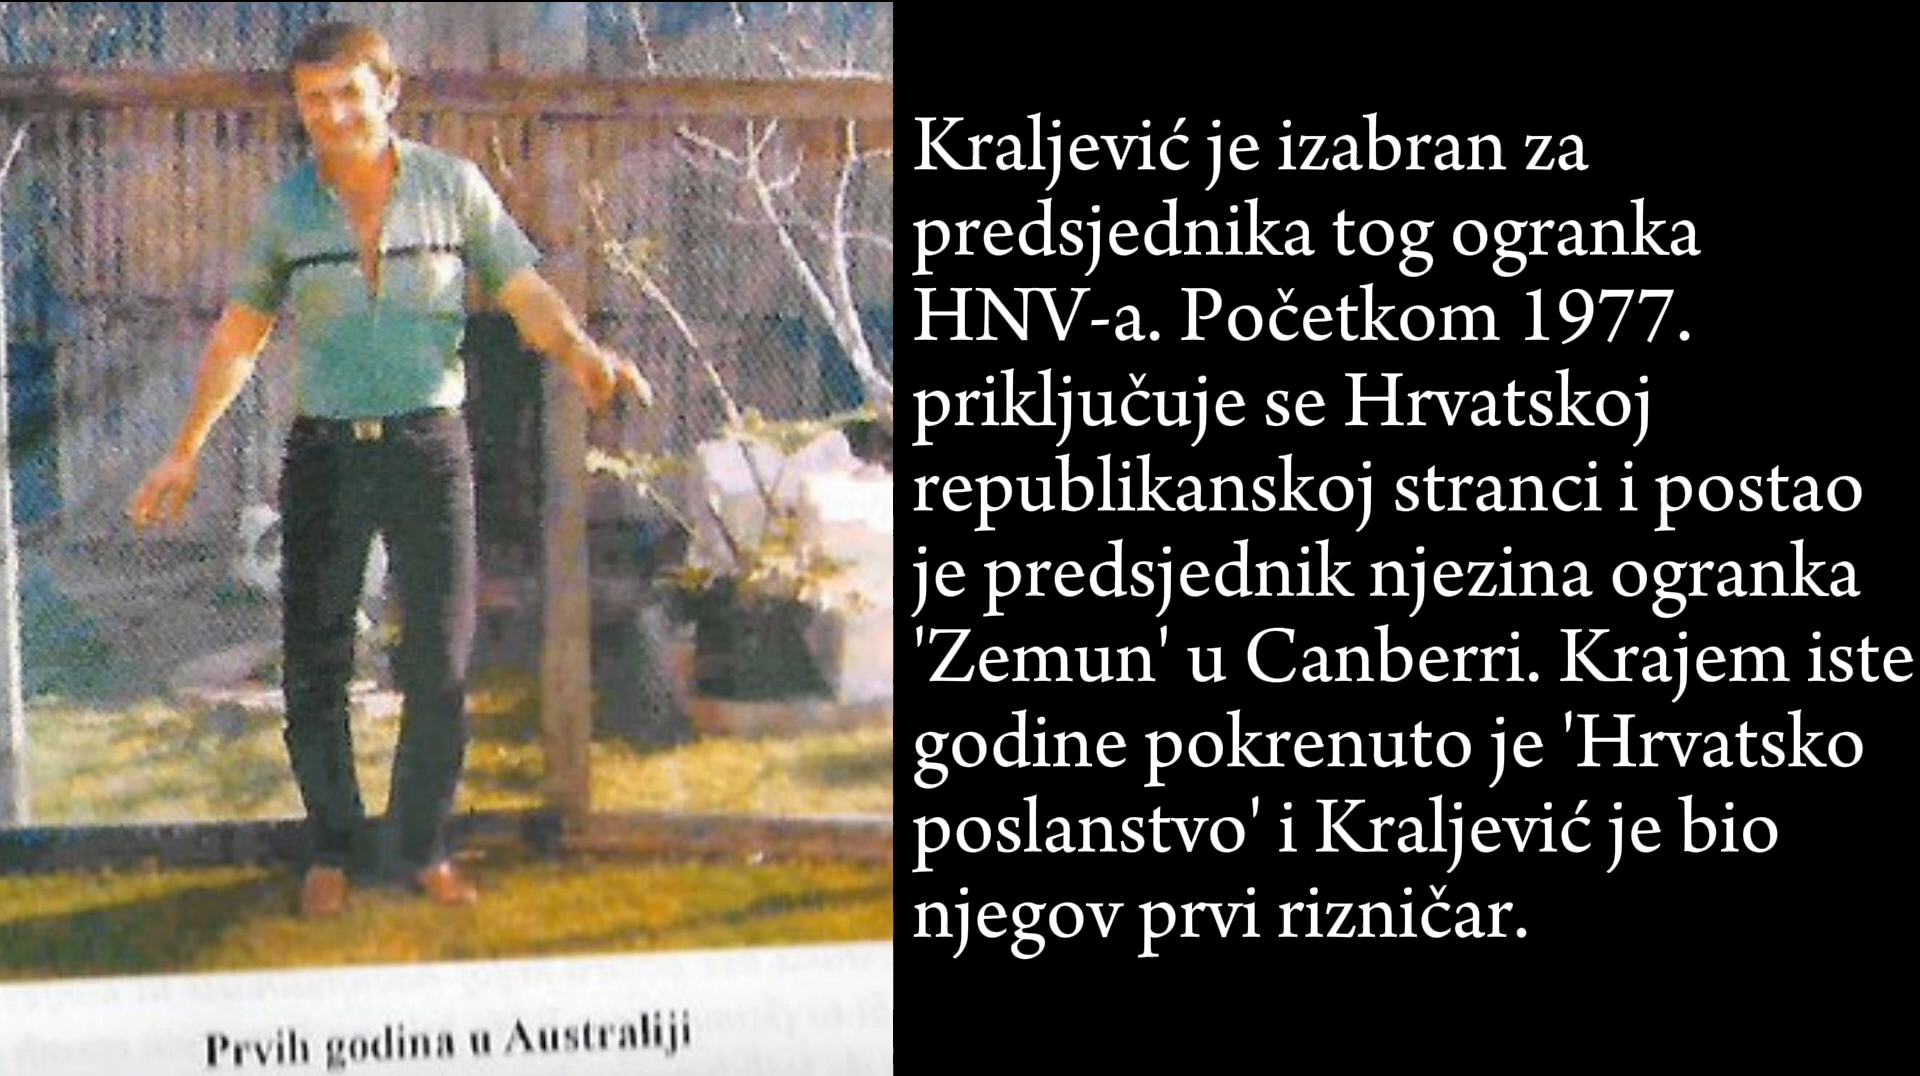 Kraljević je izabran za
predsjednika tog ogranka
HNV-a. Početkom 1977.
priključuje se Hrvatskoj
republikanskoj stranci i postao
je predsjednik njezina ogranka
'Zemun' u Canberri. Krajem iste
godine pokrenuto je 'Hrvatsko
poslanstvo' i Kraljević je bio
njegov prvi rizničar.
Prvih godina u Australiji